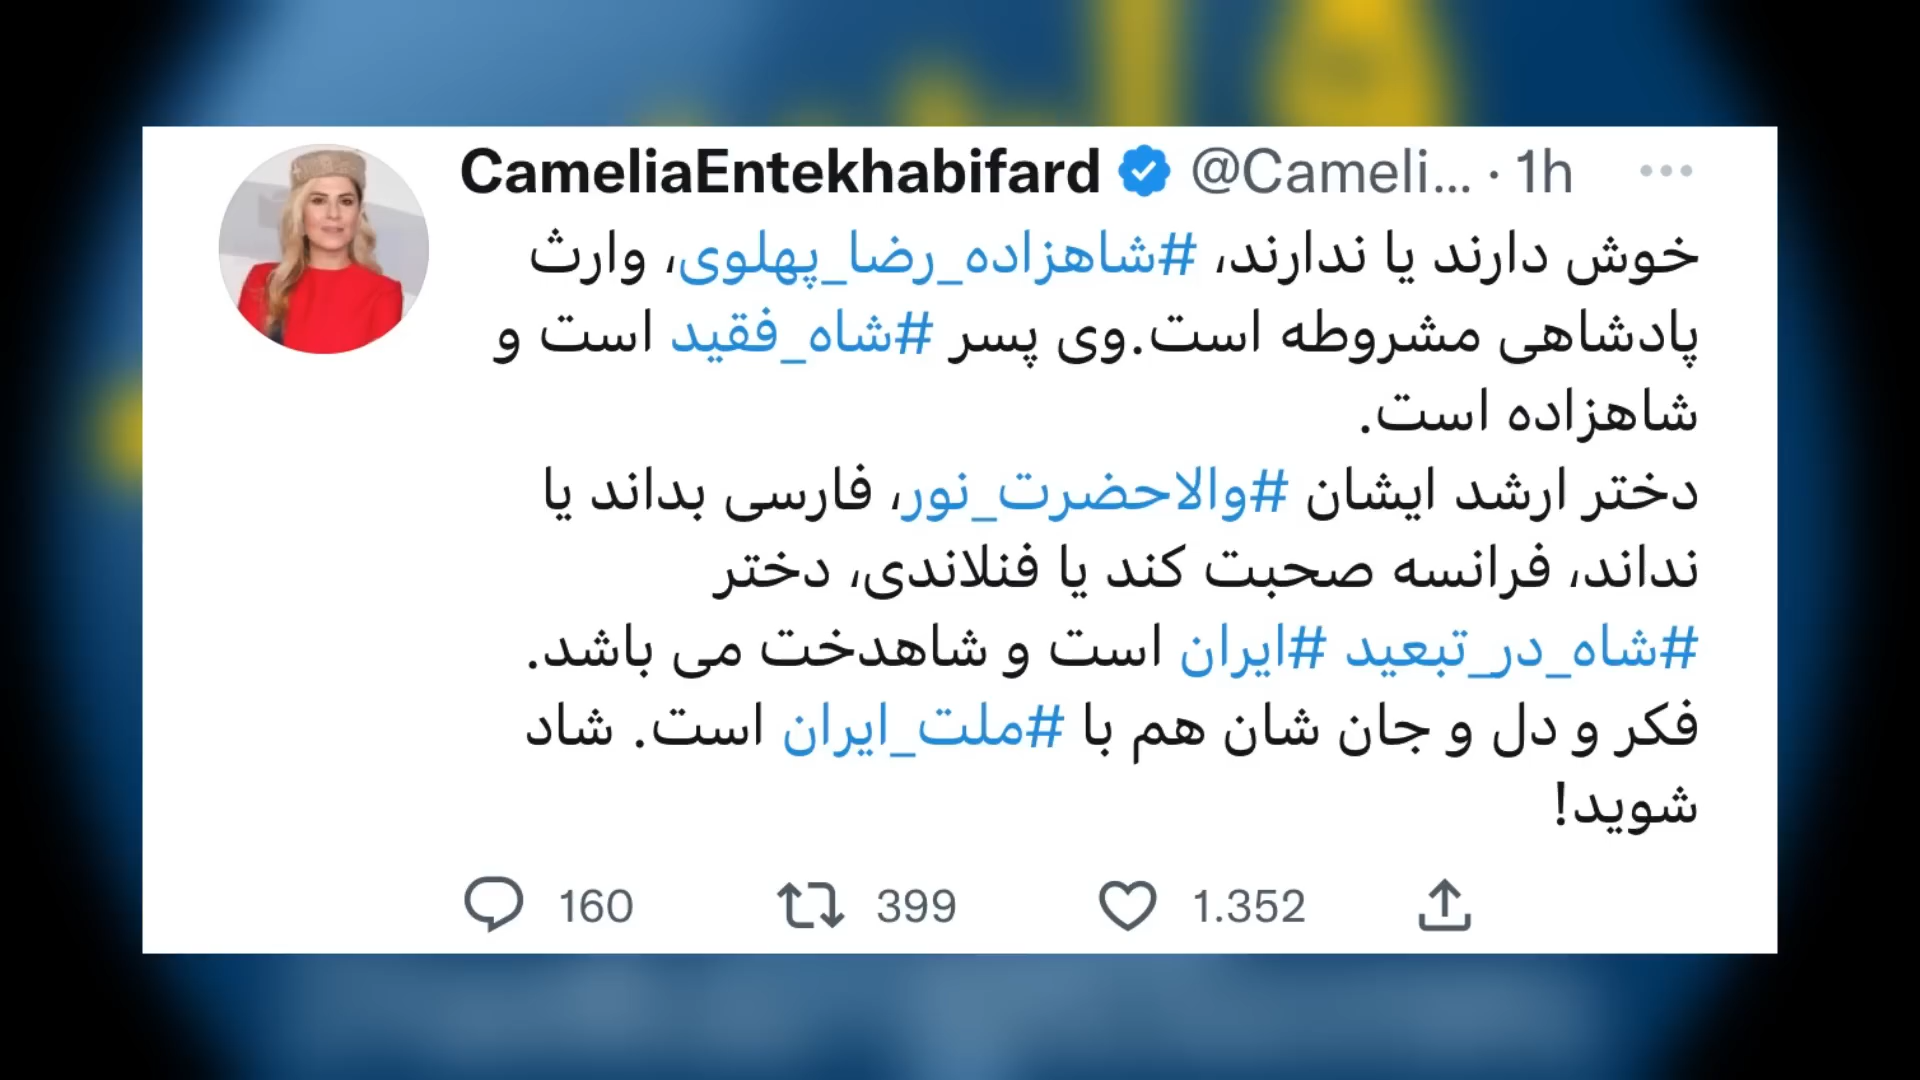 CameliaEntekhabifard @Cameli... · 1h
خوش دارند یا ندارند، #شاهزاده_رضا_پهلوی، وارث
پادشاهی مشروطه است.وی پسر #شاه_فقید است و
شاهزاده است.
دختر ارشد ایشان #والاحضرت_نور، فارسی بداند یا
نداند، فرانسه صحبت کند یا فنلاندی، دختر
#شاه_در_تبعید #ایران است و شاهدخت می باشد.
فکر و دل و جان شان هم با #ملت_ایران است. شاد
شوید!
160 399 1.352